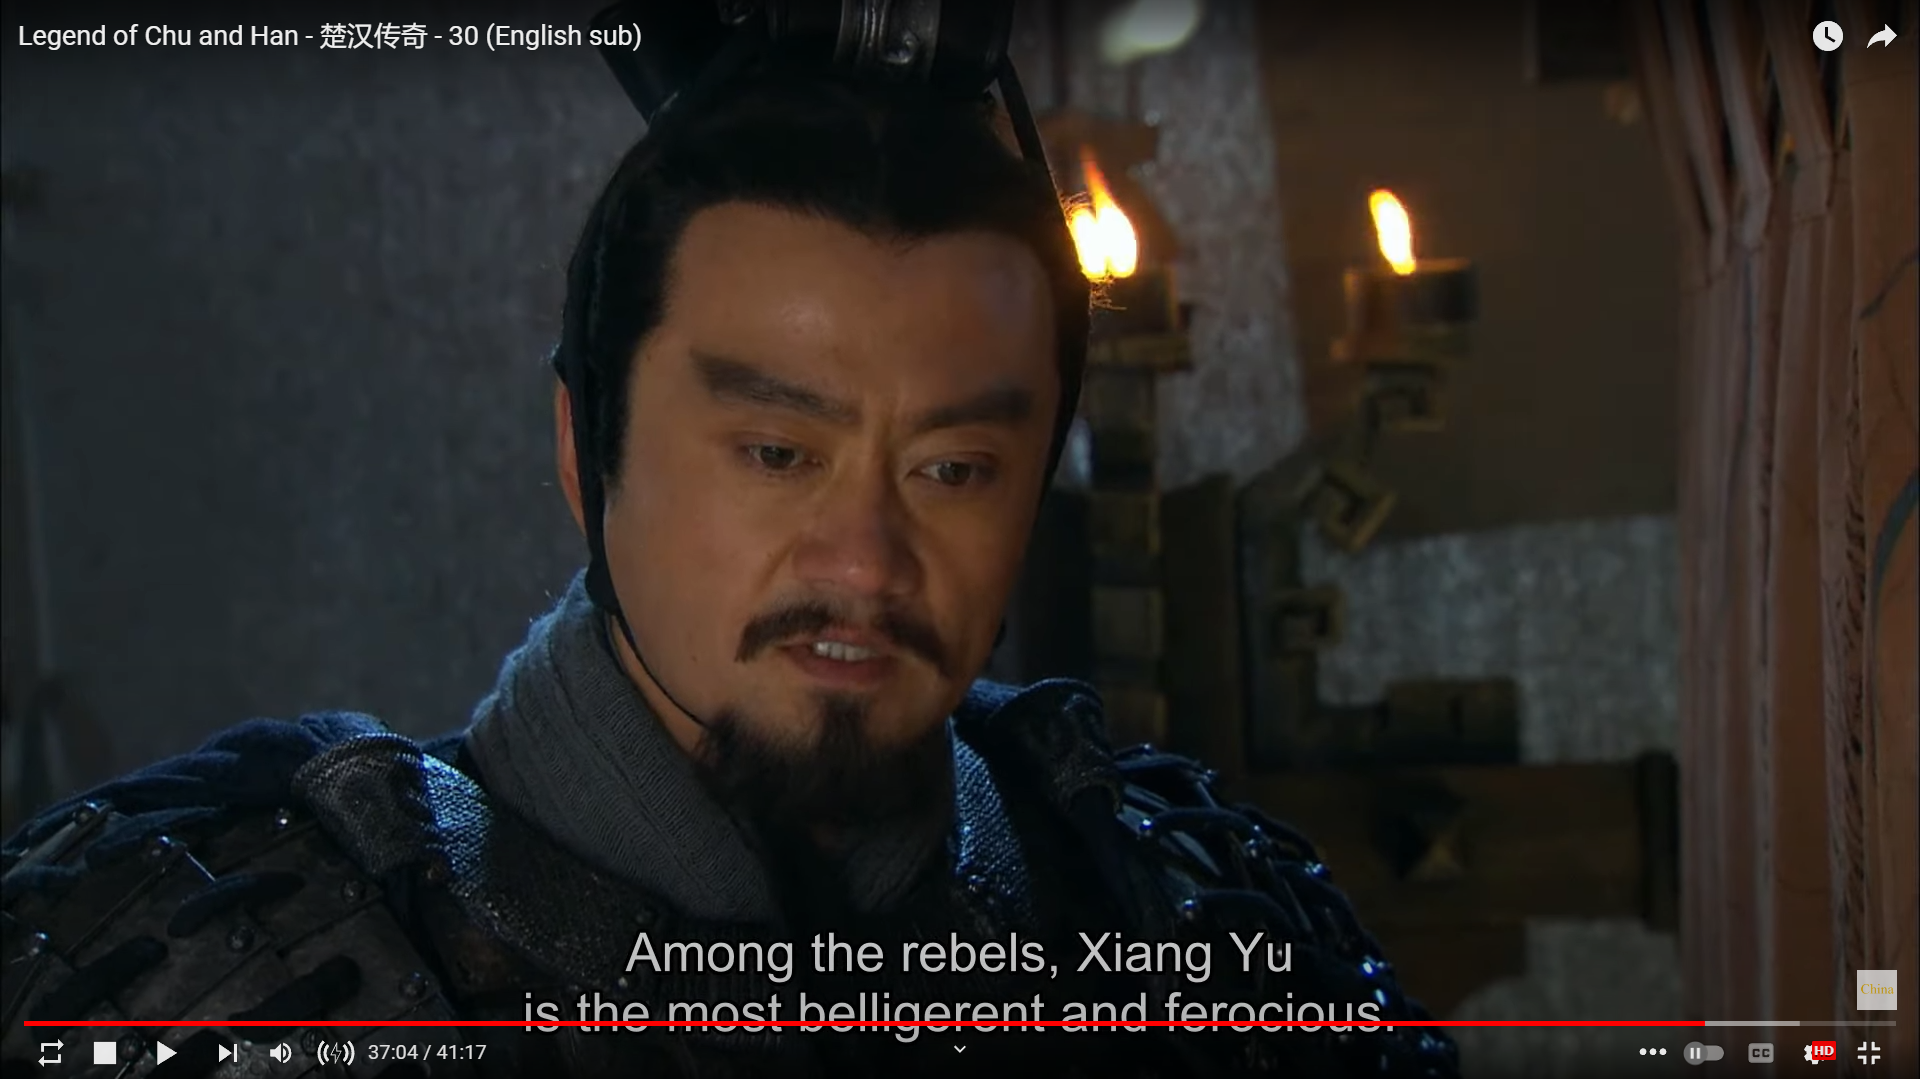 Legend of Chu and Han - 楚汉传奇 - 30 (English sub)
Among the rebels, Xiang Yu
is the most belligerent and ferocious.
China
37:04 / 41:17
CC
HD